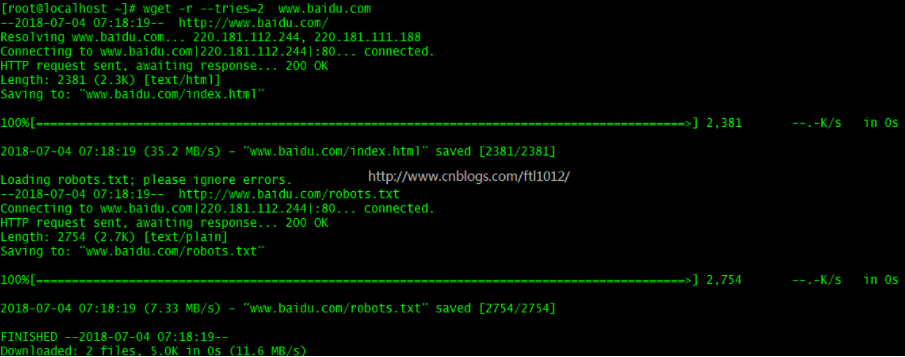 [root@localhost ~]# wget -r --tries=2  www.baidu.com
--2018-07-04 07:18:19--  http://www.baidu.com/
Resolving www.baidu.com... 220.181.112.244, 220.181.111.188
Connecting to www.baidu.com|220.181.112.244|:80... connected.
HTTP request sent, awaiting response... 200 OK
Length: 2381 (2.3K) [text/html]
Saving to: "www.baidu.com/index.html"
100%[===========================================================================================>] 2,381       --.-K/s   in 0s
2018-07-04 07:18:19 (35.2 MB/s) - "www.baidu.com/index.html" saved [2381/2381]
http://www.cnblogs.com/ftl1012/
Loading robots.txt; please ignore errors.
--2018-07-04 07:18:19--  http://www.baidu.com/robots.txt
Connecting to www.baidu.com|220.181.112.244|:80... connected.
HTTP request sent, awaiting response... 200 OK
Length: 2754 (2.7K) [text/plain]
Saving to: "www.baidu.com/robots.txt"
100%[===========================================================================================>] 2,754       --.-K/s   in 0s
2018-07-04 07:18:19 (7.33 MB/s) - "www.baidu.com/robots.txt" saved [2754/2754]
FINISHED --2018-07-04 07:18:19--
Downloaded: 2 files, 5.0K in 0s (11.6 MB/s)